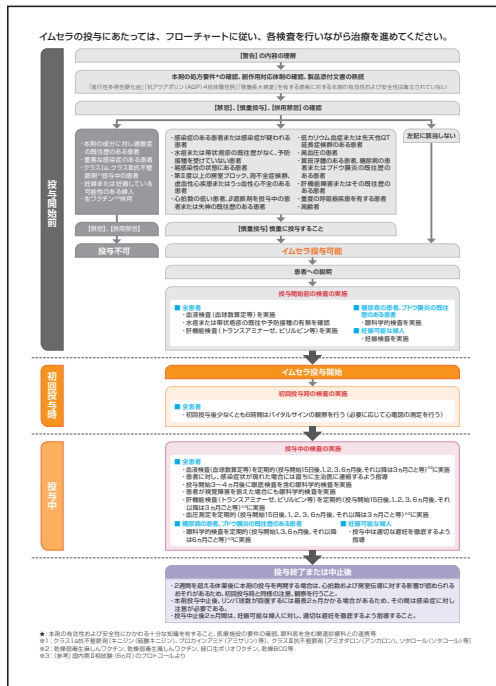 イムセラの投与にあたっては、フローチャートに従い、各検査を行いながら治療を進めてください。
投与開始前
【警告】の内容の理解
本剤の処方要件*の確認、副作用対応体制の確認、製品添付文書の熟読
「進行性多発性硬化症」「抗アクアポリン(AQP)4抗体陽性例」「脊椎長大病変」を有する患者に対する本剤の有効性および安全性は確立されていない
【禁忌】、【慎重投与】、【併用禁忌】の確認
・本剤の成分に対し過敏症の既往歴のある患者
・重篤な感染症のある患者
・クラスⅠa、クラスⅢ抗不整脈剤※1投与中の患者
・妊婦または妊娠している可能性のある婦人
・生ワクチン※2併用
・感染症のある患者または感染症が疑われる患者
・水痘または帯状疱疹の既往歴がなく、予防接種を受けていない患者
・易感染性の状態にある患者
・第Ⅱ度以上の房室ブロック、洞不全症候群、虚血性心疾患またはうっ血性心不全のある患者
・心拍数の低い患者、β遮断剤を投与中の患者または失神の既往歴のある患者
・低カリウム血症または先天性QT延長症候群のある患者
・高血圧の患者
・黄斑浮腫のある患者、糖尿病の患者またはブドウ膜炎の既往歴のある患者
・肝機能障害またはその既往歴のある患者
・重度の呼吸器疾患を有する患者
・高齢者
左記に該当しない
【禁忌】、【併用禁忌】
【慎重投与】慎重に投与すること
投与不可
イムセラ投与可能
患者への説明
投与開始前の検査の実施
■ 全患者
・血液検査(血球数算定等)を実施
・水痘または帯状疱疹の既往や予防接種の有無を確認
・肝機能検査(トランスアミナーゼ、ビリルビン等)を実施
■ 糖尿病の患者、ブドウ膜炎の既往歴のある患者
・眼科学的検査を実施
■ 妊娠可能な婦人
・妊娠検査を実施
初回投与時
イムセラ投与開始
初回投与時の検査の実施
■ 全患者
・初回投与後少なくとも6時間はバイタルサインの観察を行う(必要に応じて心電図の測定を行う)
投与中
投与中の検査の実施
■ 全患者
・血液検査(血球数算定等)を定期的(投与開始15日後、1、2、3、6ヵ月後、それ以降は3ヵ月ごと等)※3に実施
・患者に対し、感染症状が現れた場合には直ちに主治医に連絡するよう指導
・投与開始3～4ヵ月後に眼底検査を含む眼科学的検査を実施
・患者が視覚障害を訴えた場合にも眼科学的検査を実施
・肝機能検査(トランスアミナーゼ、ビリルビン等)を定期的(投与開始15日後、1、2、3、6ヵ月後、それ以降は3ヵ月ごと等)※3に実施
・血圧測定を定期的(投与開始15日後、1、2、3、6ヵ月後、それ以降は3ヵ月ごと等)※3に実施
■ 糖尿病の患者、ブドウ膜炎の既往歴のある患者
・眼科学的検査を定期的(投与開始1、3、6ヵ月後、それ以降は6ヵ月ごと等)※3に実施
■ 妊娠可能な婦人
・投与中は適切な避妊を徹底するよう指導
投与終了または中止後
・2週間を超える休薬後に本剤の投与を再開する場合は、心拍数および房室伝導に対する影響が認められるおそれがあるため、初回投与時と同様の注意、観察を行うこと。
・本剤投与中止後、リンパ球数が回復するには最長2ヵ月かかる場合があるため、その間は感染症に対し注意が必要である。
・投与中止後2ヵ月間は、妊娠可能な婦人に対し、適切な避妊を徹底するよう指導すること。
★：本剤の有効性および安全性にかかわる十分な知識を有すること、医療施設の要件の確認、眼科医を含む関連診療科との連携等
※1：クラスⅠa抗不整脈剤［キニジン(硫酸キニジン)、プロカインアミド(アミサリン)等］、クラスⅢ抗不整脈剤［アミオダロン(アンカロン)、ソタロール(ソタコール)等］
※2：乾燥弱毒生麻しんワクチン、乾燥弱毒生風しんワクチン、経口生ポリオワクチン、乾燥BCG等
※3：［参考］国内第Ⅱ相試験(6ヵ月)のプロトコールより